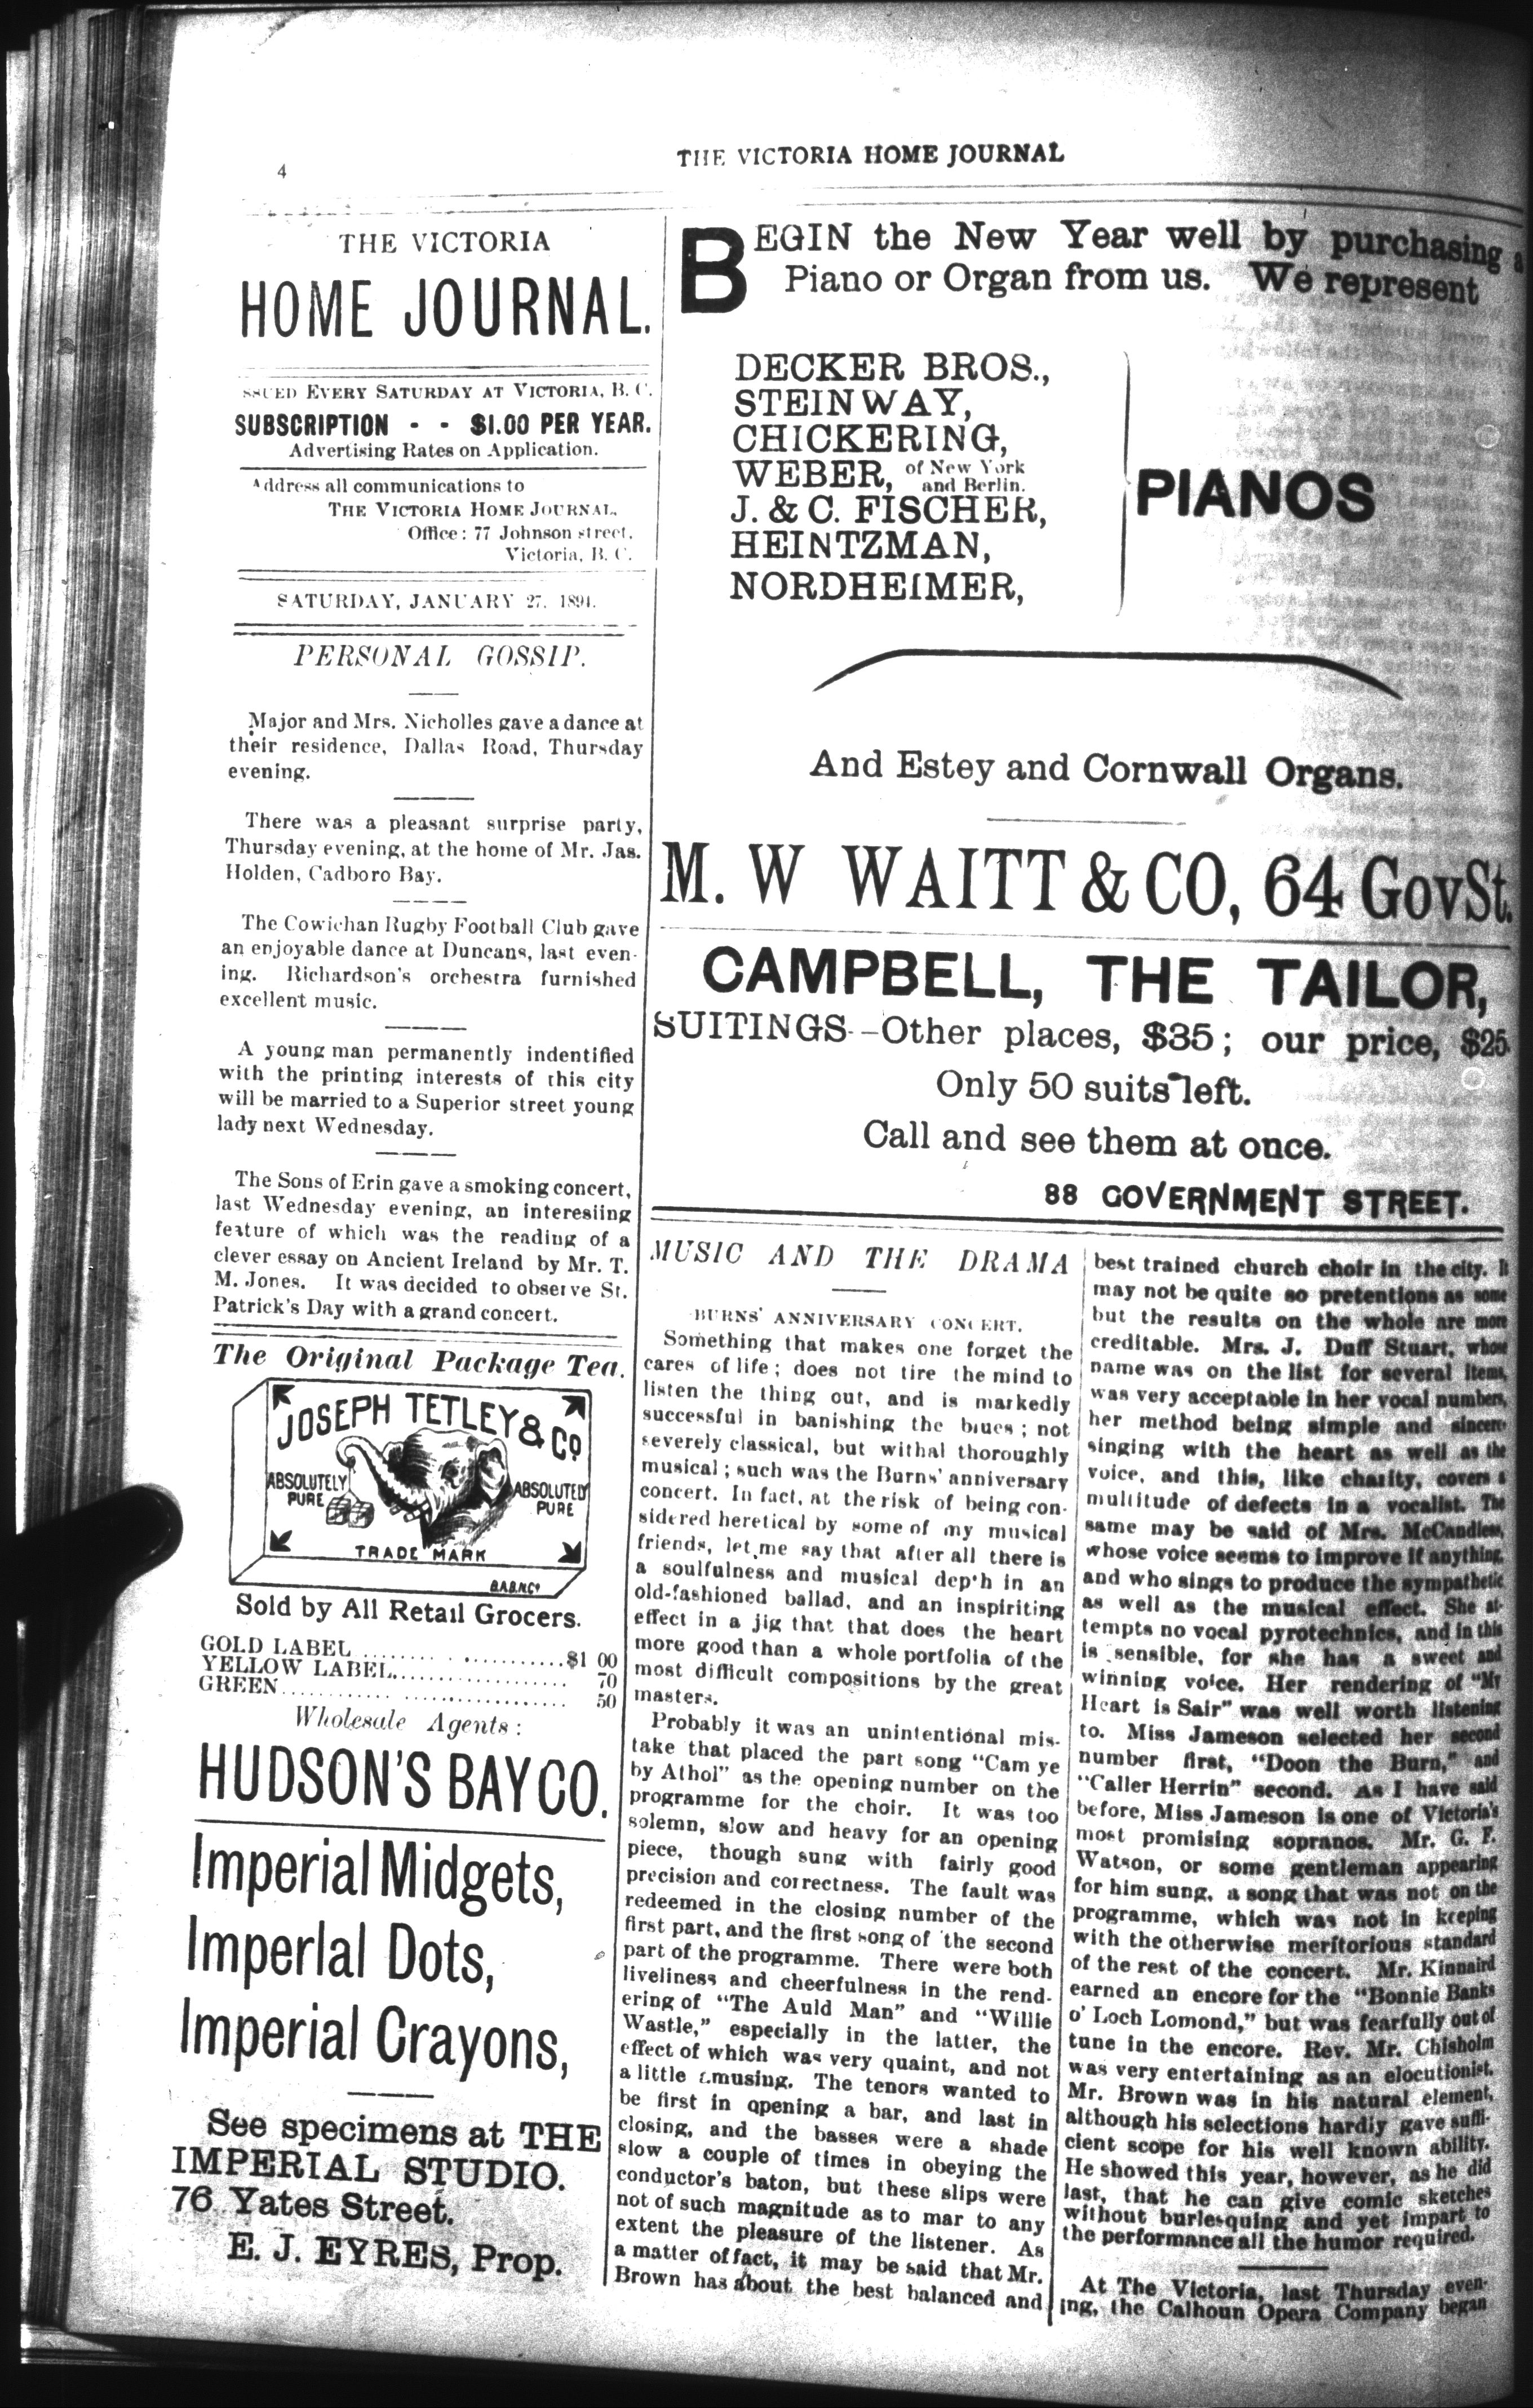 4
THE VICTORIA HOME JOURNAL
THE VICTORIA
HOME JOURNAL.
ISSUED EVERY SATURDAY AT VICTORIA, B. C.
SUBSCRIPTION - - $1.00 PER YEAR.
Advertising Rates on Application.
Address all communications to
THE VICTORIA HOME JOURNAL,
Office: 77 Johnson street,
Victoria, B. C.
SATURDAY, JANUARY 27, 1894.
PERSONAL GOSSIP.
Major and Mrs. Nicholles gave a dance at
their residence, Dallas Road, Thursday
evening.
There was a pleasant surprise party,
Thursday evening, at the home of Mr. Jas.
Holden, Cadboro Bay.
The Cowichan Rugby Football Club gave
an enjoyable dance at Duncans, last even-
ing. Richardson's orchestra furnished
excellent music.
A young man permanently indentified
with the printing interests of this city
will be married to a Superior street young
lady next Wednesday.
The Sons of Erin gave a smoking concert,
last Wednesday evening, an interesiing
feature of which was the reading of a
clever essay on Ancient Ireland by Mr. T.
M. Jones. It was decided to observe St.
Patrick's Day with a grand concert.
The Original Package Tea.
JOSEPH TETLEY & Co
ABSOLUTELY
PURE
ABSOLUTELY
PURE
TRADE MARK
B.A.B.N.Co
Sold by All Retail Grocers.
GOLD LABEL ............$1 00
YELLOW LABEL............ 70
GREEN............ 50
Wholesale Agents:
HUDSON'S BAY CO.
Imperial Midgets,
Imperial Dots,
Imperial Crayons,
See specimens at THE
IMPERIAL STUDIO.
76 Yates Street.
E. J. EYRES, Prop.
BEGIN the New Year well by purchasing a
Piano or Organ from us. We represent
DECKER BROS.,
STEINWAY,
CHICKERING,
WEBER, of New York and Berlin.
J. & C. FISCHER,
HEINTZMAN,
NORDHEIMER,
PIANOS
And Estey and Cornwall Organs.
M. W WAITT & CO, 64 Gov St.
CAMPBELL, THE TAILOR,
SUITINGS--Other places, $35; our price, $25
Only 50 suits left.
Call and see them at once.
88 GOVERNMENT STREET.
MUSIC AND THE DRAMA
BURNS' ANNIVERSARY CONCERT.
Something that makes one forget the
cares of life; does not tire the mind to
listen the thing out, and is markedly
successful in banishing the blues; not
severely classical, but withal thoroughly
musical; such was the Burns' anniversary
concert. In fact, at the risk of being con-
sidered heretical by some of my musical
friends, let me say that after all there is
a soulfulness and musical depth in an
old-fashioned ballad, and an inspiriting
effect in a jig that that does the heart
more good than a whole portfolia of the
most difficult compositions by the great
masters.
Probably it was an unintentional mis-
take that placed the part song "Cam ye
by Athol" as the opening number on the
programme for the choir. It was too
solemn, slow and heavy for an opening
piece, though sung with fairly good
precision and correctness. The fault was
redeemed in the closing number of the
first part, and the first song of the second
part of the programme. There were both
liveliness and cheerfulness in the rend-
ering of "The Auld Man" and "Willie
Wastle," especially in the latter, the
effect of which was very quaint, and not
a little amusing. The tenors wanted to
be first in opening a bar, and last in
closing, and the basses were a shade
slow a couple of times in obeying the
conductor's baton, but these slips were
not of such magnitude as to mar to any
extent the pleasure of the listener. As
a matter of fact, it may be said that Mr.
Brown has about the best balanced and
best trained church choir in the city. It
may not be quite so pretentions as some
but the results on the whole are more
creditable. Mrs. J. Duff Stuart, whose
name was on the list for several items,
was very acceptable in her vocal numbers,
her method being simple and sincere
singing with the heart as well as the
voice, and this, like charity, covers a
multitude of defects in a vocalist. The
same may be said of Mrs. McCandless,
whose voice seems to improve if anything,
and who sings to produce the sympathetic
as well as the musical effect. She at-
tempts no vocal pyrotechnics, and in this
is sensible, for she has a sweet and
winning voice. Her rendering of "My
Heart is Sair" was well worth listening
to. Miss Jameson selected her second
number first, "Doon the Burn," and
"Caller Herrin" second. As I have said
before, Miss Jameson is one of Victoria's
most promising sopranos. Mr. G. F.
Watson, or some gentleman appearing
for him sung, a song that was not on the
programme, which was not in keeping
with the otherwise meritorious standard
of the rest of the concert. Mr. Kinnaird
earned an encore for the "Bonnie Banks
o' Loch Lomond," but was fearfully out of
tune in the encore. Rev. Mr. Chisholm
was very entertaining as an elocutionist.
Mr. Brown was in his natural element,
although his selections hardly gave suffi-
cient scope for his well known ability.
He showed this year, however, as he did
last, that he can give comic sketches
without burlesquing and yet impart to
the performance all the humor required.
At The Victoria, last Thursday even-
ing, the Calhoun Opera Company began